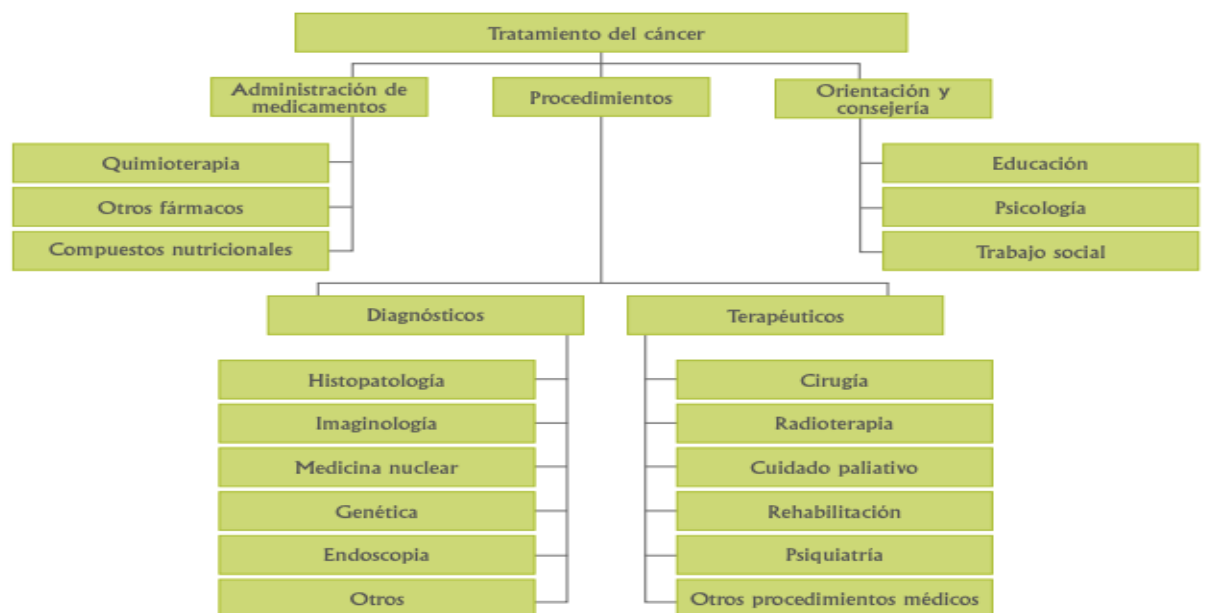 Tratamiento del cáncer
Administración de
medicamentos
Procedimientos
Orientación y
consejería
Quimioterapia
Otros fármacos
Compuestos nutricionales
Educación
Psicología
Trabajo social
Diagnósticos
Terapéuticos
Histopatología
Imaginología
Medicina nuclear
Genética
Endoscopia
Otros
Cirugía
Radioterapia
Cuidado paliativo
Rehabilitación
Psiquiatría
Otros procedimientos médicos